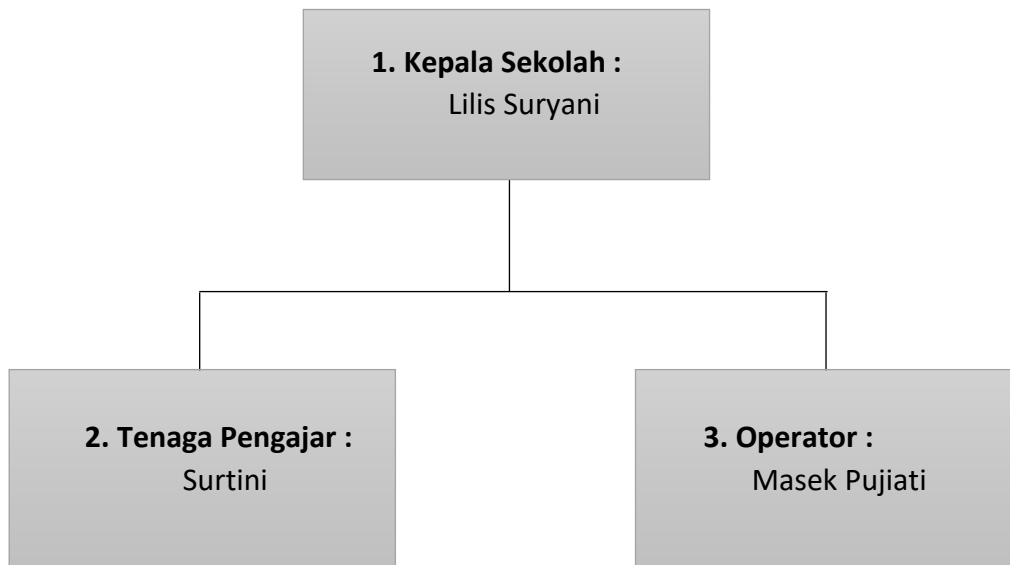 1. Kepala Sekolah :
Lilis Suryani
2. Tenaga Pengajar :
Surtini
3. Operator :
Masek Pujiati